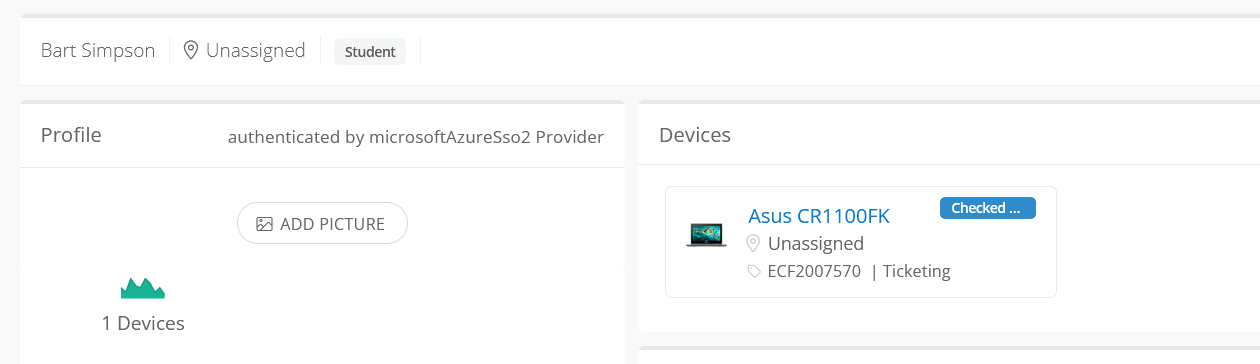 Bart Simpson Unassigned Student
Profile authenticated by microsoftAzureSso2 Provider
ADD PICTURE
1 Devices
Devices
Asus CR1100FK Checked ...
Unassigned
ECF2007570 | Ticketing